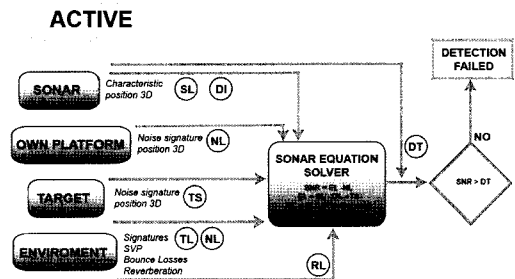 ACTIVE
DETECTION
FAILED
SONAR
Characteristic
position 3D
SL
DI
OWN PLATFORM
Noise signature
position 3D
NL
DT
NO
SONAR EQUATION
SOLVER
SNR > DT
TARGET
Noise signature
position 3D
TS
ENVIROMENT
Signatures
SVP
Bounce Losses
Reverberation
TL
NL
RL